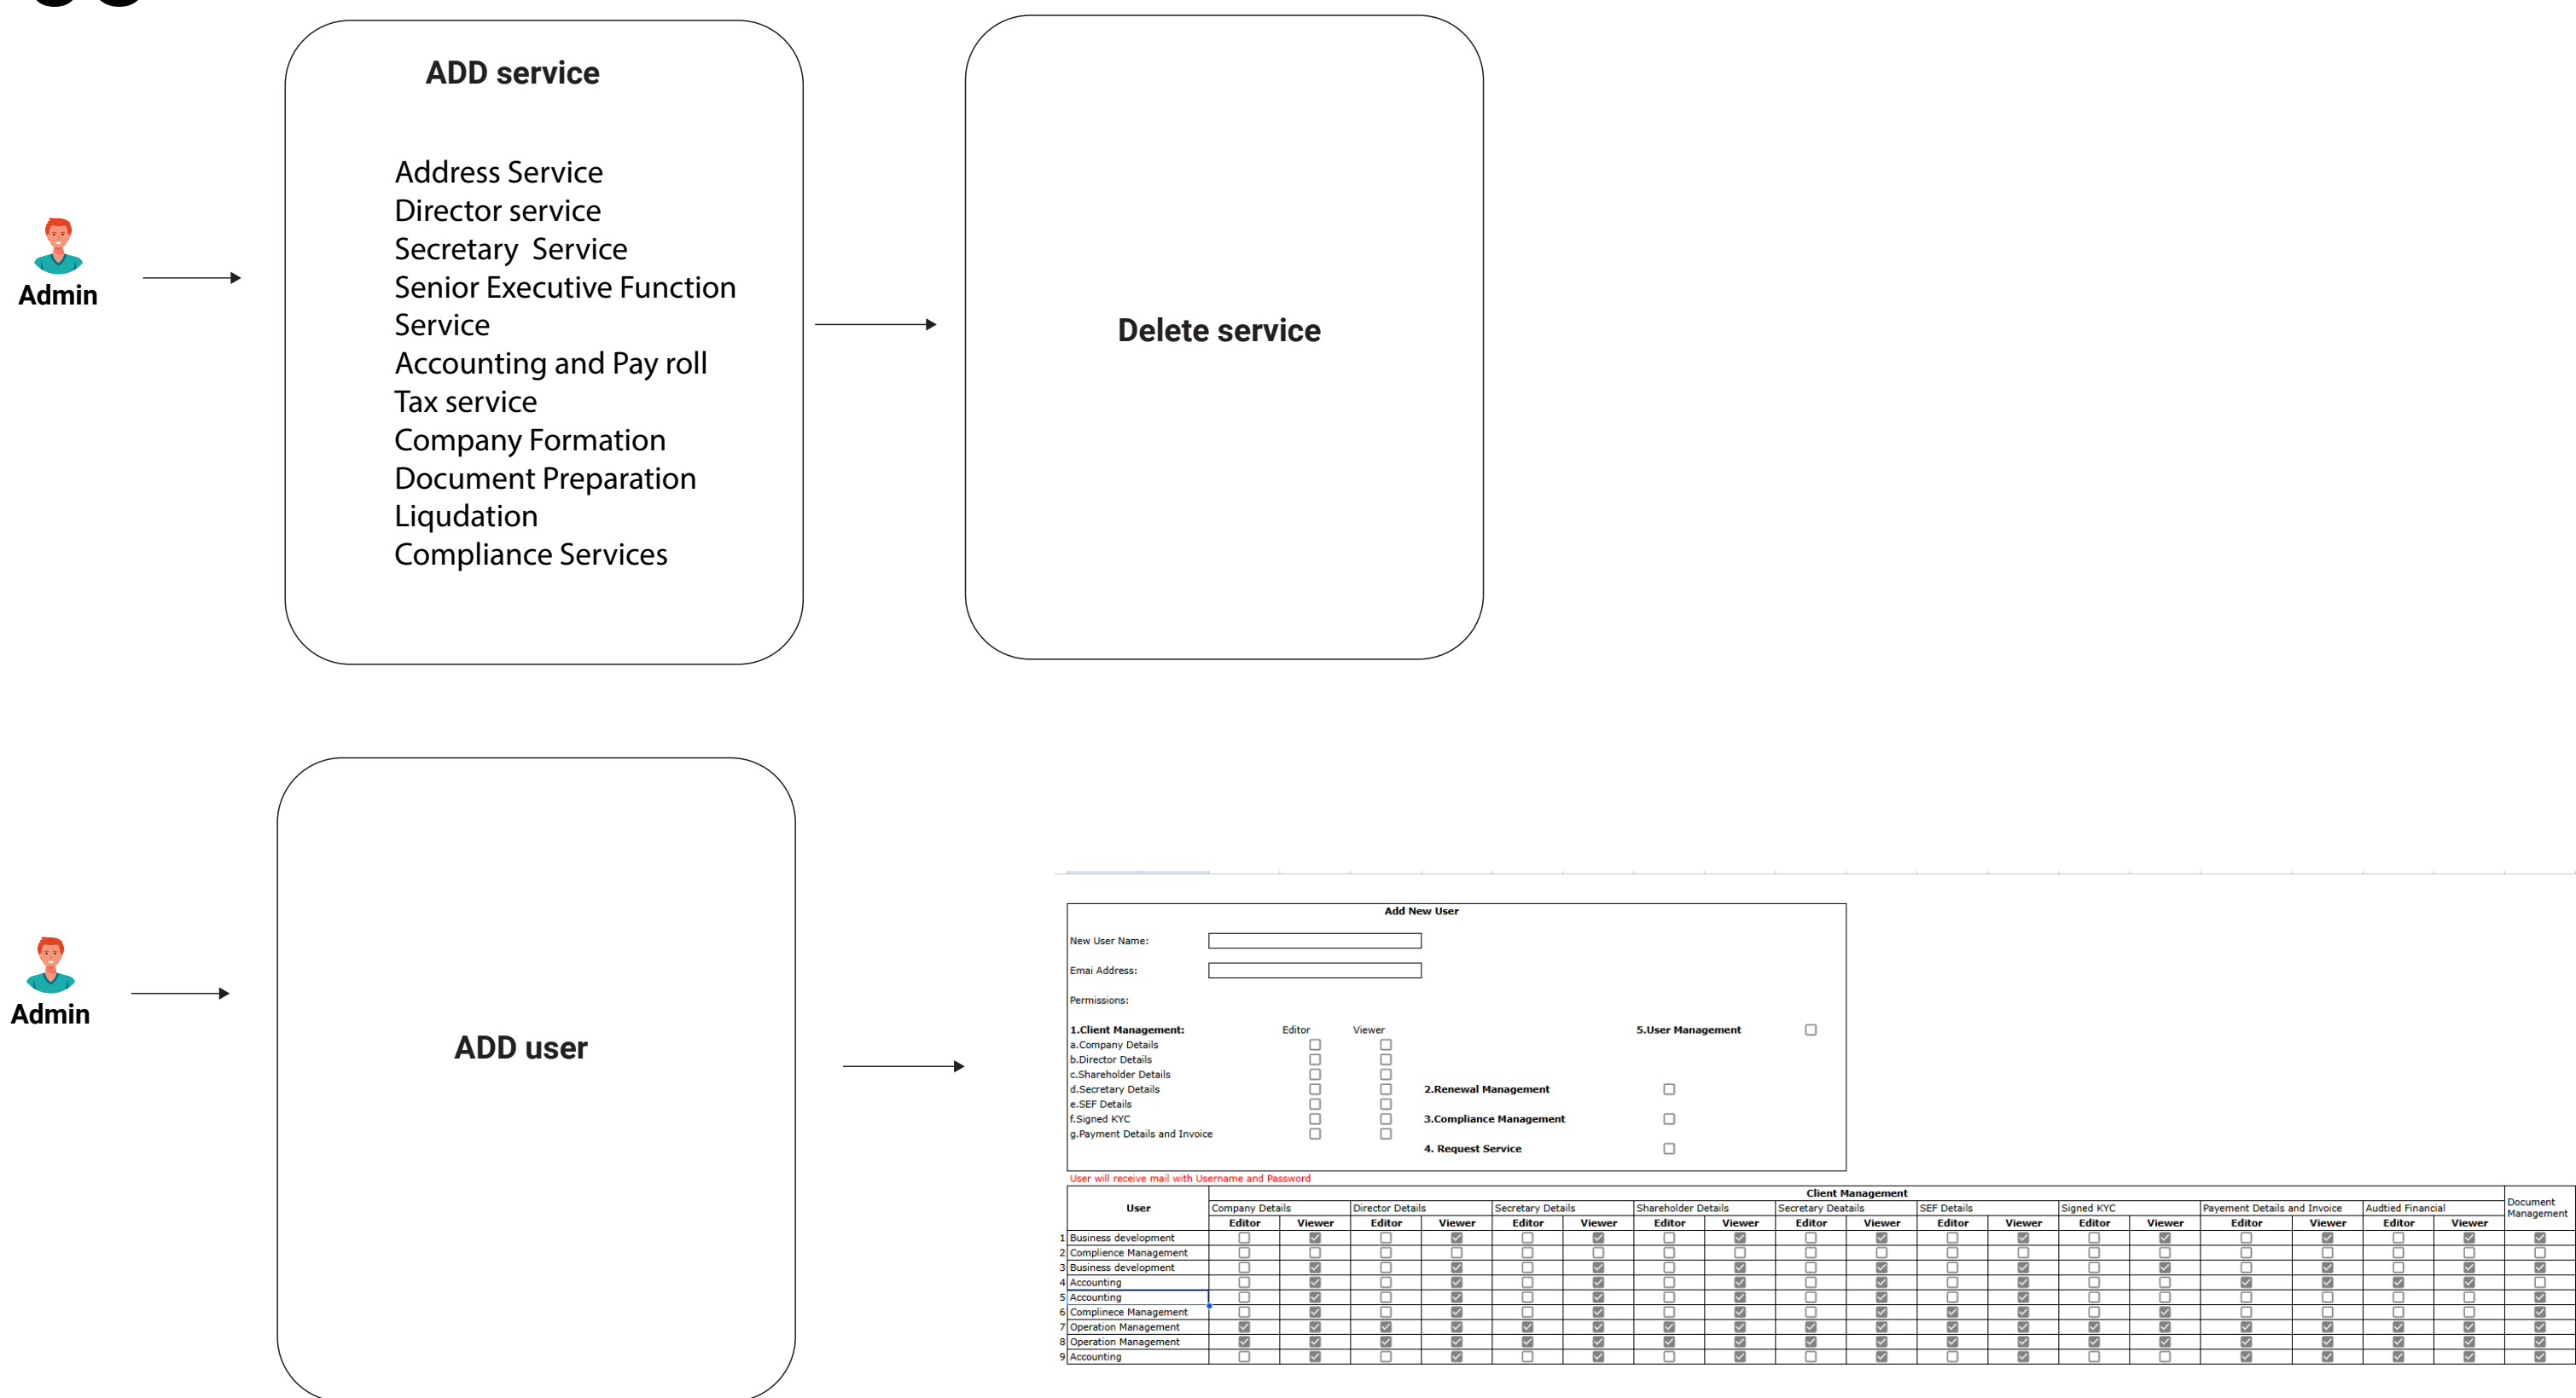 ADD service
Address Service
Director service
Secretary  Service
Senior Executive Function
Service
Accounting and Pay roll
Tax service
Company Formation
Document Preparation
Liqudation
Compliance Services
Admin
Delete service
Admin
ADD user
Add New User
New User Name:
Emai Address:
Permissions:
1.Client Management: Editor Viewer 5.User Management
a.Company Details
b.Director Details
c.Shareholder Details
d.Secretary Details 2.Renewal Management
e.SEF Details
f.Signed KYC 3.Compliance Management
g.Payment Details and Invoice
4. Request Service
User will receive mail with Username and Password
User Client Management Document Management
Company Details Director Details Secretary Details Shareholder Details Secretary Deatails SEF Details Signed KYC Payement Details and Invoice Audtied Financial
Editor Viewer Editor Viewer Editor Viewer Editor Viewer Editor Viewer Editor Viewer Editor Viewer Editor Viewer Editor Viewer
1 Business development
2 Complience Management
3 Business development
4 Accounting
5 Accounting
6 Complinece Management
7 Operation Management
8 Operation Management
9 Accounting